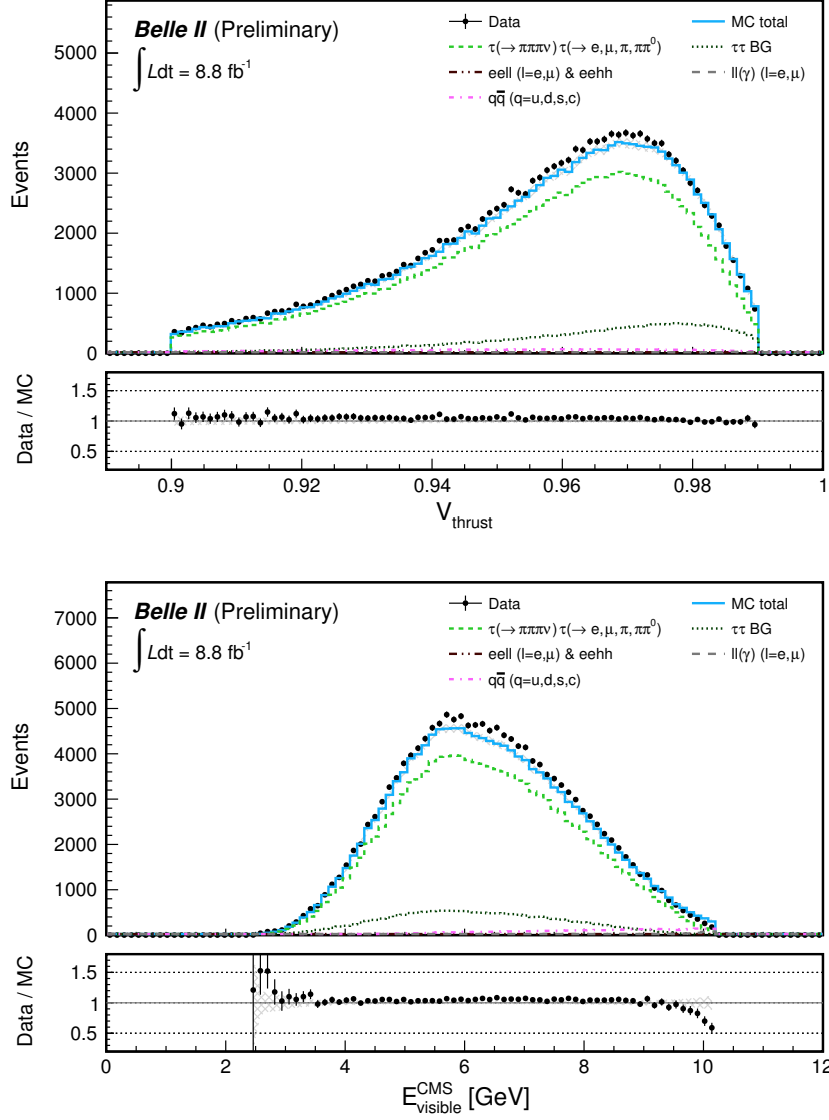 Belle II (Preliminary)
∫ Ldt = 8.8 fb⁻¹
Data
MC total
τ(→ πππν) τ(→ e, μ, π, ππ⁰)
ττ BG
eell (l=e,μ) & eehh
ll(γ) (l=e,μ)
qq̅ (q=u,d,s,c)
Events
5000
4000
3000
2000
1000
0
Data / MC
1.5
1
0.5
0.9 0.92 0.94 0.96 0.98 1
V_thrust
Belle II (Preliminary)
∫ Ldt = 8.8 fb⁻¹
Data
MC total
τ(→ πππν) τ(→ e, μ, π, ππ⁰)
ττ BG
eell (l=e,μ) & eehh
ll(γ) (l=e,μ)
qq̅ (q=u,d,s,c)
Events
7000
6000
5000
4000
3000
2000
1000
0
Data / MC
1.5
1
0.5
0 2 4 6 8 10 12
E^CMS_visible [GeV]